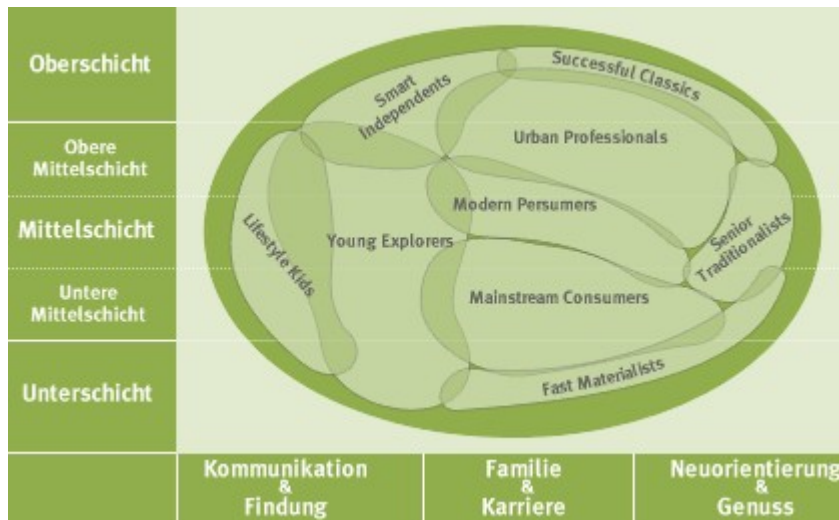 Oberschicht
Obere
Mittelschicht
Mittelschicht
Untere
Mittelschicht
Unterschicht
Successful Classics
Smart
Independents
Urban Professionals
Modern Persumers
Senior
Traditionalists
Lifestyle Kids
Young Explorers
Mainstream Consumers
Fast Materialists
Kommunikation
&
Findung
Familie
&
Karriere
Neuorientierung
&
Genuss